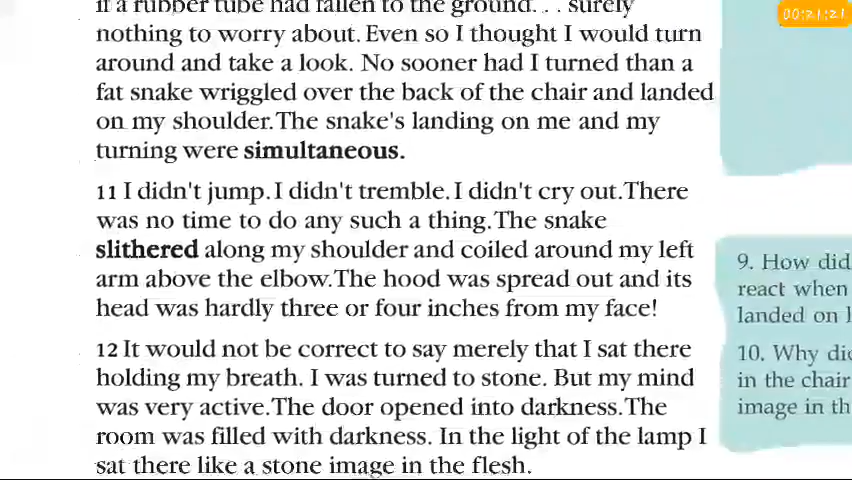 00:21:21
if a rubber tube had fallen to the ground. . . surely
nothing to worry about. Even so I thought I would turn
around and take a look. No sooner had I turned than a
fat snake wriggled over the back of the chair and landed
on my shoulder. The snake's landing on me and my
turning were simultaneous.
11 I didn't jump. I didn't tremble. I didn't cry out. There
was no time to do any such a thing. The snake
slithered along my shoulder and coiled around my left
arm above the elbow. The hood was spread out and its
head was hardly three or four inches from my face!
12 It would not be correct to say merely that I sat there
holding my breath. I was turned to stone. But my mind
was very active. The door opened into darkness. The
room was filled with darkness. In the light of the lamp I
sat there like a stone image in the flesh.
9. How did
react when
landed on
10. Why
in the chair
image in